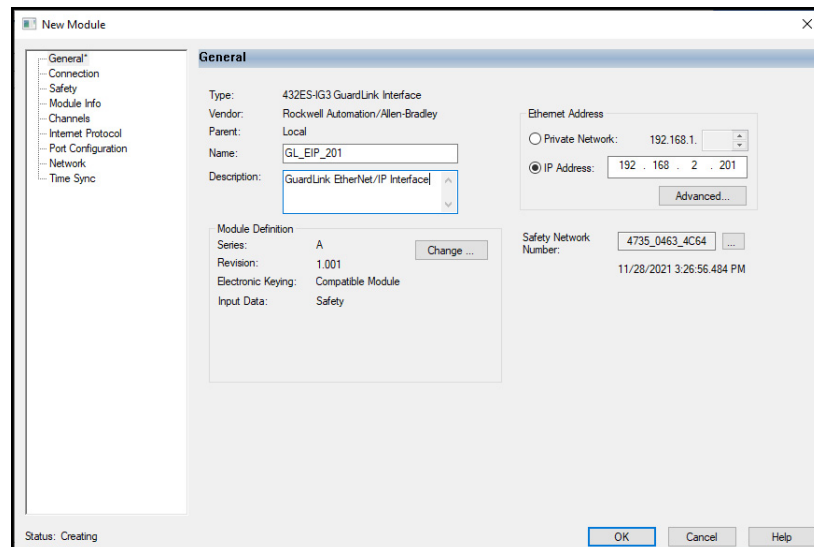 New Module
General*
Connection
Safety
Module Info
Channels
Internet Protocol
Port Configuration
Network
Time Sync
General
Type: 432ES-IG3 GuardLink Interface
Vendor: Rockwell Automation/Allen-Bradley
Parent: Local
Name: GL_EIP_201
Description: GuardLink EtherNet/IP Interface
Ethernet Address
Private Network: 192.168.1.
IP Address: 192 . 168 . 2 . 201
Advanced...
Module Definition
Series: A
Change ...
Revision: 1.001
Electronic Keying: Compatible Module
Input Data: Safety
Safety Network
Number:
4735_0463_4C64 ...
11/28/2021 3:26:56.484 PM
Status: Creating
OK Cancel Help